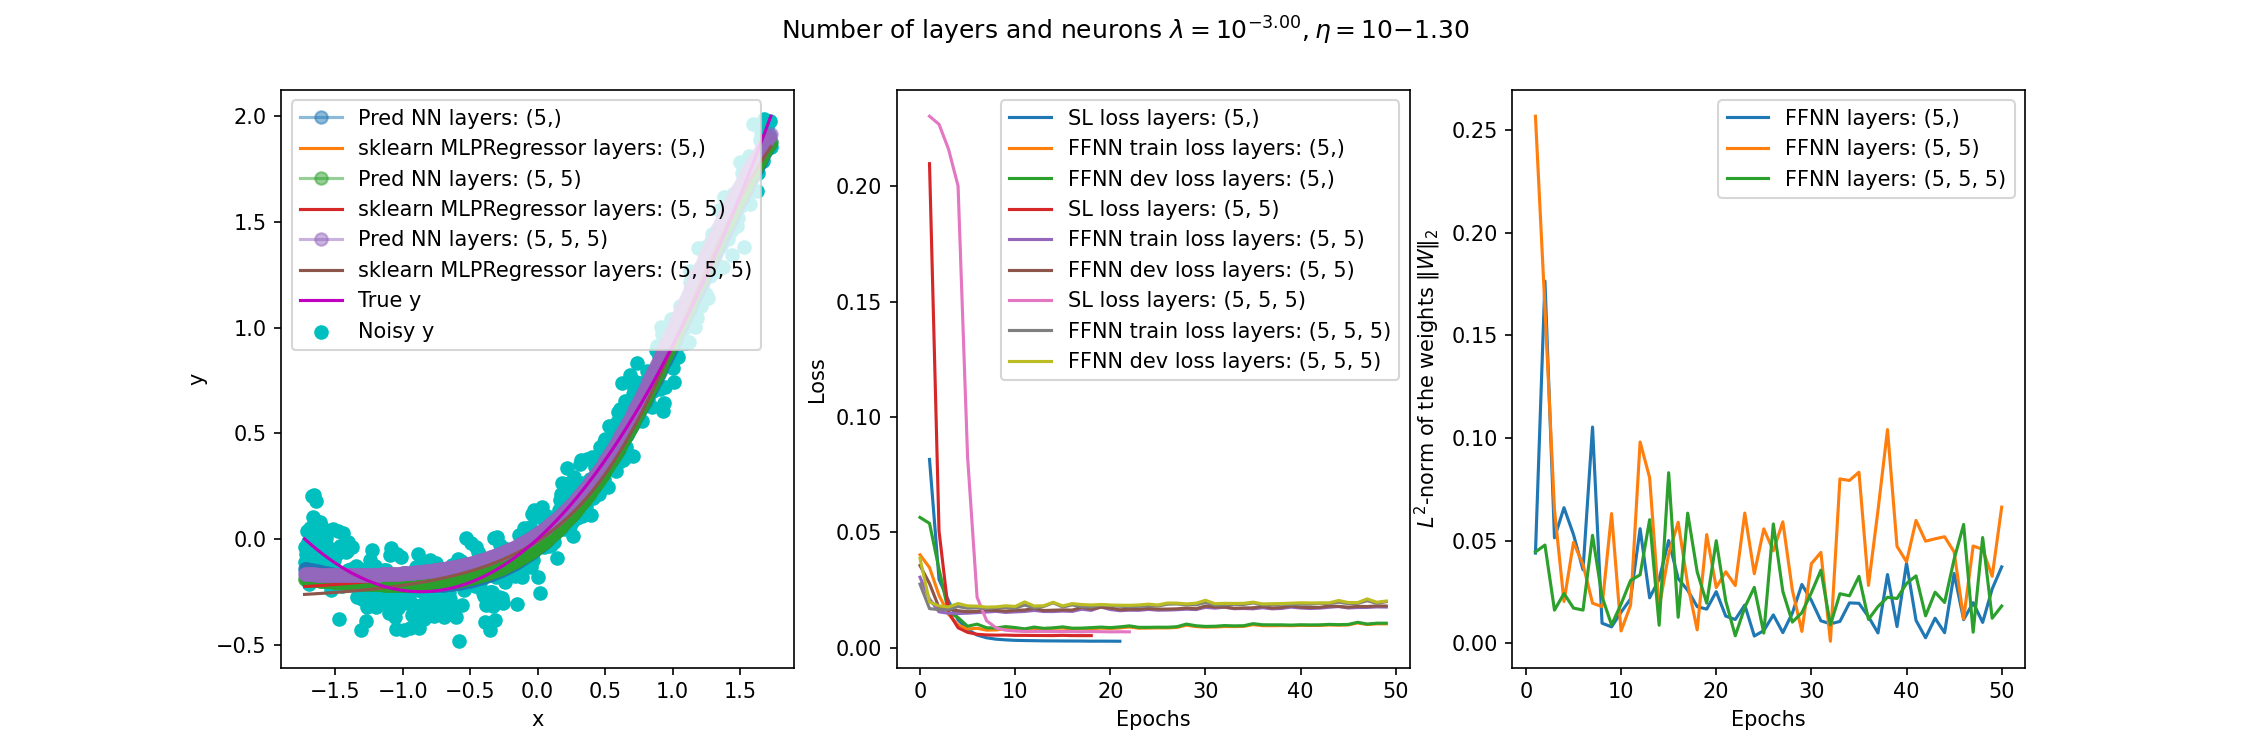 Number of layers and neurons λ = 10^−3.00, η = 10−1.30
Pred NN layers: (5,)
sklearn MLPRegressor layers: (5,)
Pred NN layers: (5, 5)
sklearn MLPRegressor layers: (5, 5)
Pred NN layers: (5, 5, 5)
sklearn MLPRegressor layers: (5, 5, 5)
True y
Noisy y
2.0
1.5
1.0
0.5
0.0
−0.5
y
−1.5 −1.0 −0.5 0.0 0.5 1.0 1.5
x
SL loss layers: (5,)
FFNN train loss layers: (5,)
FFNN dev loss layers: (5,)
SL loss layers: (5, 5)
FFNN train loss layers: (5, 5)
FFNN dev loss layers: (5, 5)
SL loss layers: (5, 5, 5)
FFNN train loss layers: (5, 5, 5)
FFNN dev loss layers: (5, 5, 5)
0.20
0.15
0.10
0.05
0.00
Loss
0 10 20 30 40 50
Epochs
FFNN layers: (5,)
FFNN layers: (5, 5)
FFNN layers: (5, 5, 5)
0.25
0.20
0.15
0.10
0.05
0.00
L²-norm of the weights ‖W‖₂
0 10 20 30 40 50
Epochs